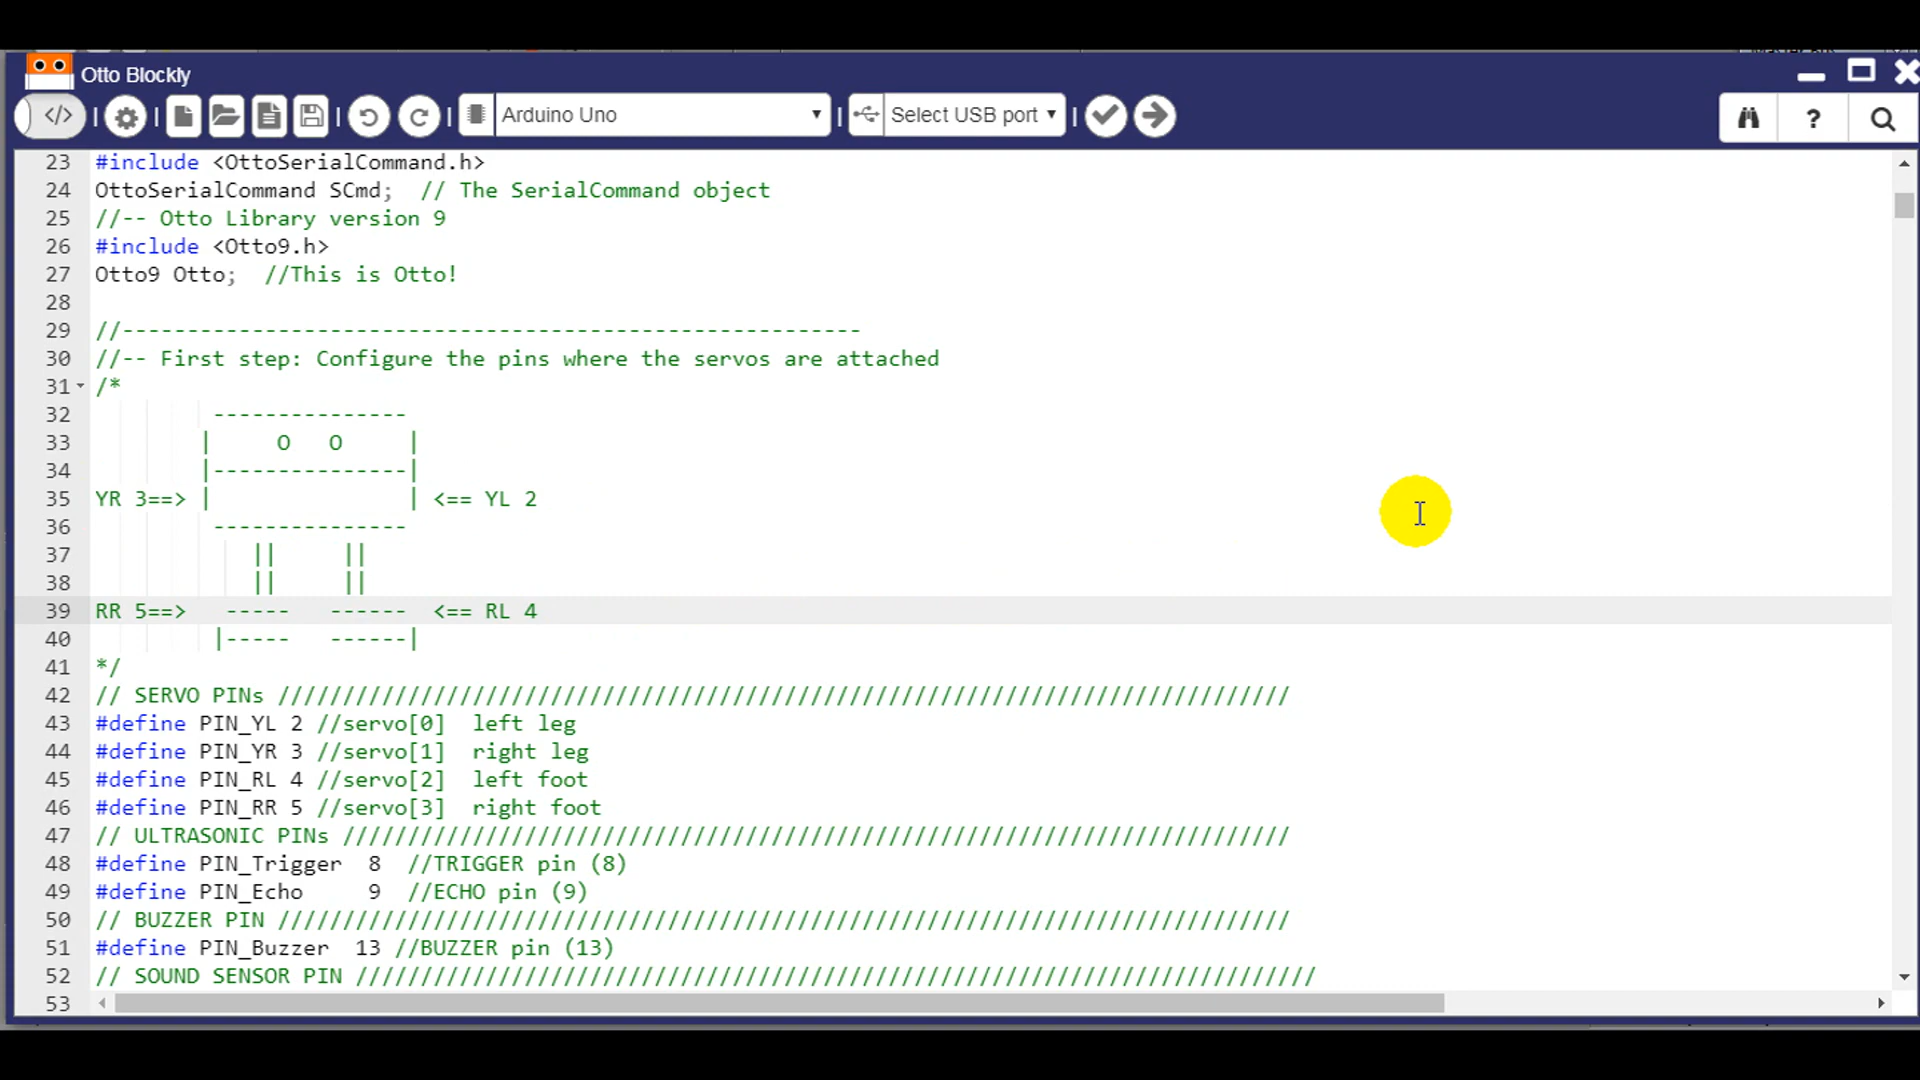 Otto Blockly
</> Arduino Uno Select USB port ?
23 #include <OttoSerialCommand.h>
24 OttoSerialCommand SCmd;  // The SerialCommand object
25 //-- Otto Library version 9
26 #include <Otto9.h>
27 Otto9 Otto;  //This is Otto!
28
29 //---------------------------------------------------------
30 //-- First step: Configure the pins where the servos are attached
31 /*
32          ---------------
33         |     O   O     |
34         |---------------|
35 YR 3==> |               | <== YL 2
36          ---------------
37             ||     ||
38             ||     ||
39 RR 5==>   -----   ------  <== RL 4
40          |-----   ------|
41 */
42 // SERVO PINs //////////////////////////////////////////////////////////////////////////////
43 #define PIN_YL 2 //servo[0]  left leg
44 #define PIN_YR 3 //servo[1]  right leg
45 #define PIN_RL 4 //servo[2]  left foot
46 #define PIN_RR 5 //servo[3]  right foot
47 // ULTRASONIC PINs /////////////////////////////////////////////////////////////////////////
48 #define PIN_Trigger  8  //TRIGGER pin (8)
49 #define PIN_Echo     9  //ECHO pin (9)
50 // BUZZER PIN //////////////////////////////////////////////////////////////////////////////
51 #define PIN_Buzzer  13 //BUZZER pin (13)
52 // SOUND SENSOR PIN //////////////////////////////////////////////////////////////////////////
53